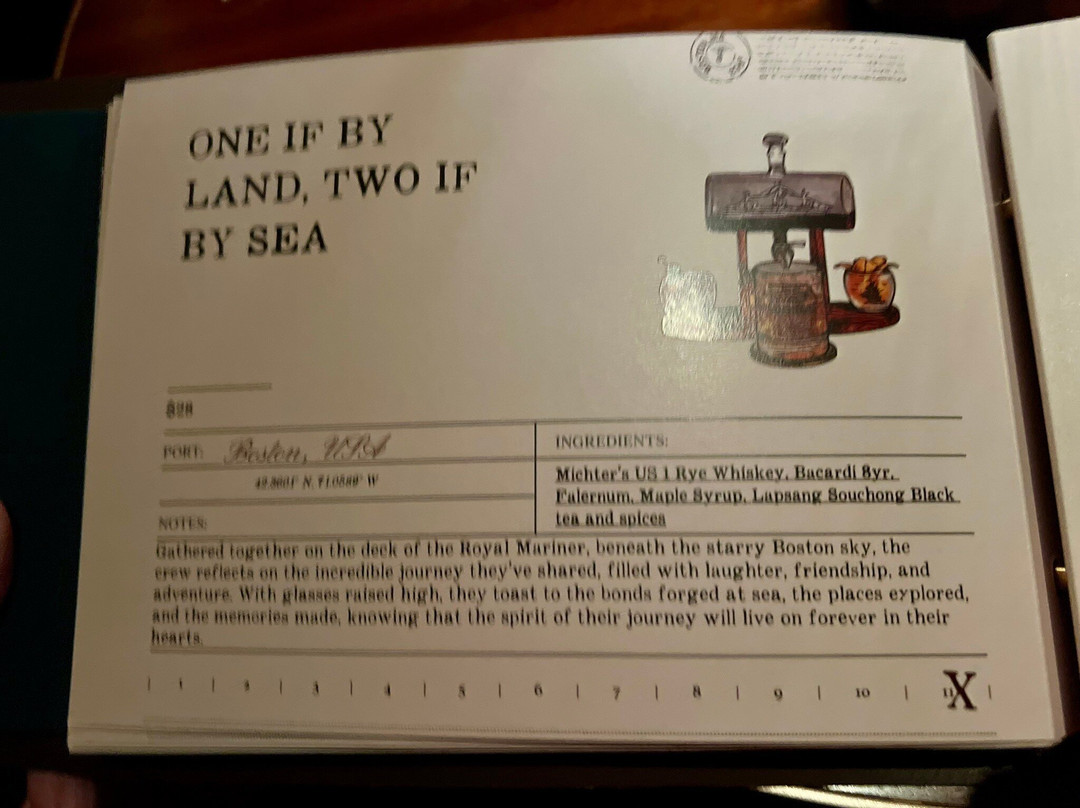 ONE IF BY
LAND, TWO IF
BY SEA
$28
PORT: Boston, USA
N, W
NOTES:
INGREDIENTS:
Michter's US 1 Rye Whiskey, Bacardi 8yr,
Falernum, Maple Syrup, Lapsang Souchong Black
tea and spices
Gathered together on the deck of the Royal Mariner, beneath the starry Boston sky, the
crew reflects on the incredible journey they've shared, filled with laughter, friendship, and
adventure. With glasses raised high, they toast to the bonds forged at sea, the places explored,
and the memories made, knowing that the spirit of their journey will live on forever in their
hearts.
| 1 | 2 | 3 | 4 | 5 | 6 | 7 | 8 | 9 | 10 | 11 X |